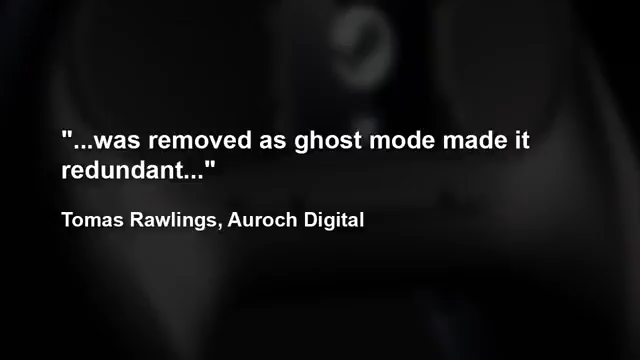 "...was removed as ghost mode made it
redundant..."
Tomas Rawlings, Auroch Digital